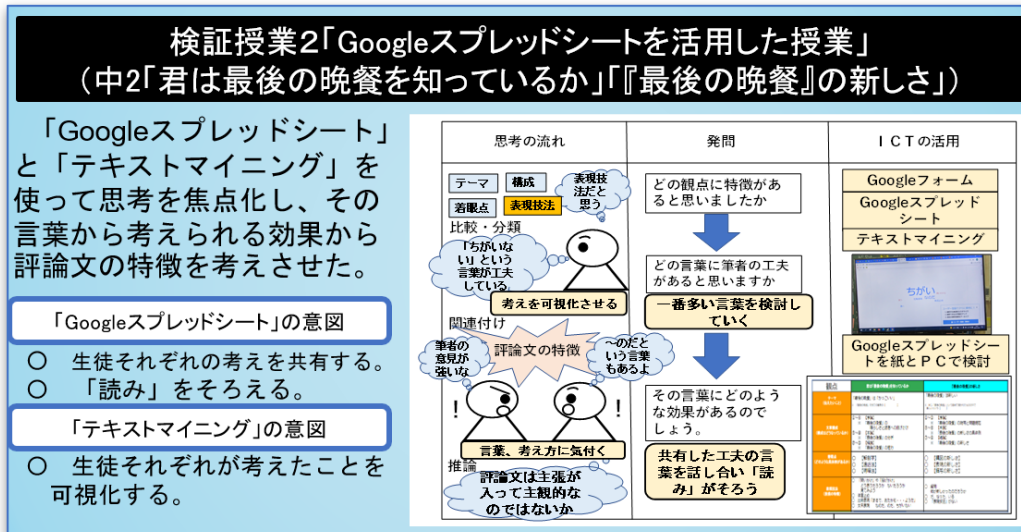 検証授業2「Googleスプレッドシートを活用した授業」
(中2「君は最後の晩餐を知っているか」「『最後の晩餐』の新しさ」)
「Googleスプレッドシート」
と「テキストマイニング」を
使って思考を焦点化し、その
言葉から考えられる効果から
評論文の特徴を考えさせた。
「Googleスプレッドシート」の意図
○ 生徒それぞれの考えを共有する。
○ 「読み」をそろえる。
「テキストマイニング」の意図
○ 生徒それぞれが考えたことを
可視化する。
思考の流れ
テーマ
構成
着眼点
表現技法
表現技
法だと
思う
比較・分類
「ちがいな
い」という
言葉が工夫
している
考えを可視化させる
関連付け
筆者の
意見が
強いな
評論文の特徴
~のだと
いう言葉
もあるよ
!
!
言葉、考え方に気付く
推論
評論文は主張が
入って主観的な
のではないか
発問
どの観点に特徴があ
ると思いましたか
どの言葉に筆者の工夫
があると思いますか
一番多い言葉を検討し
ていく
その言葉にどのよう
な効果があるので
しょう。
共有した工夫の言
葉を話し合い「読
み」がそろう
ICTの活用
Googleフォーム
Googleスプレッド
シート
テキストマイニング
ちがい
Googleスプレッドシー
トを紙とPCで検討
観点